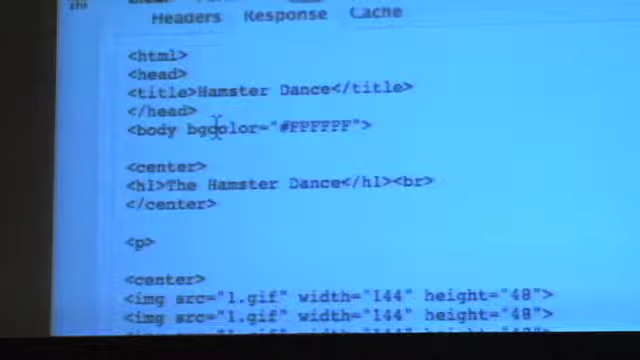 Headers Response Cache
<html>
<head>
<title>Hamster Dance</title>
</head>
<body bgcolor="#FFFFFF">
<center>
<h1>The Hamster Dance</h1><br>
</center>
<p>
<center>
<img src="1.gif" width="144" height="48">
<img src="1.gif" width="144" height="48">